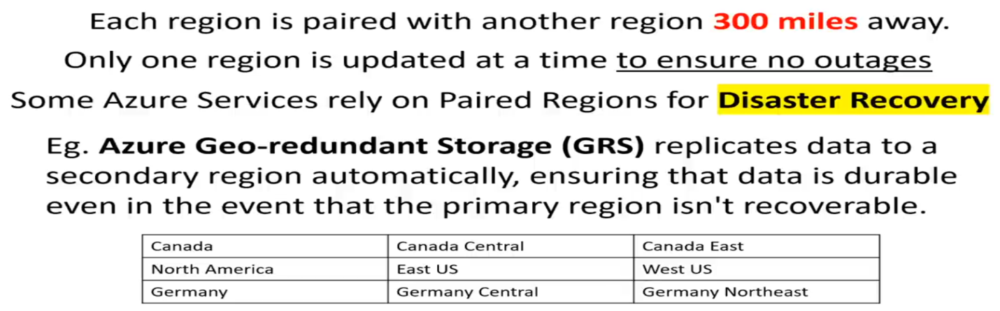 Each region is paired with another region 300 miles away.
Only one region is updated at a time to ensure no outages
Some Azure Services rely on Paired Regions for Disaster Recovery
Eg. Azure Geo-redundant Storage (GRS) replicates data to a
secondary region automatically, ensuring that data is durable
even in the event that the primary region isn't recoverable.
Canada Canada Central Canada East
North America East US West US
Germany Germany Central Germany Northeast